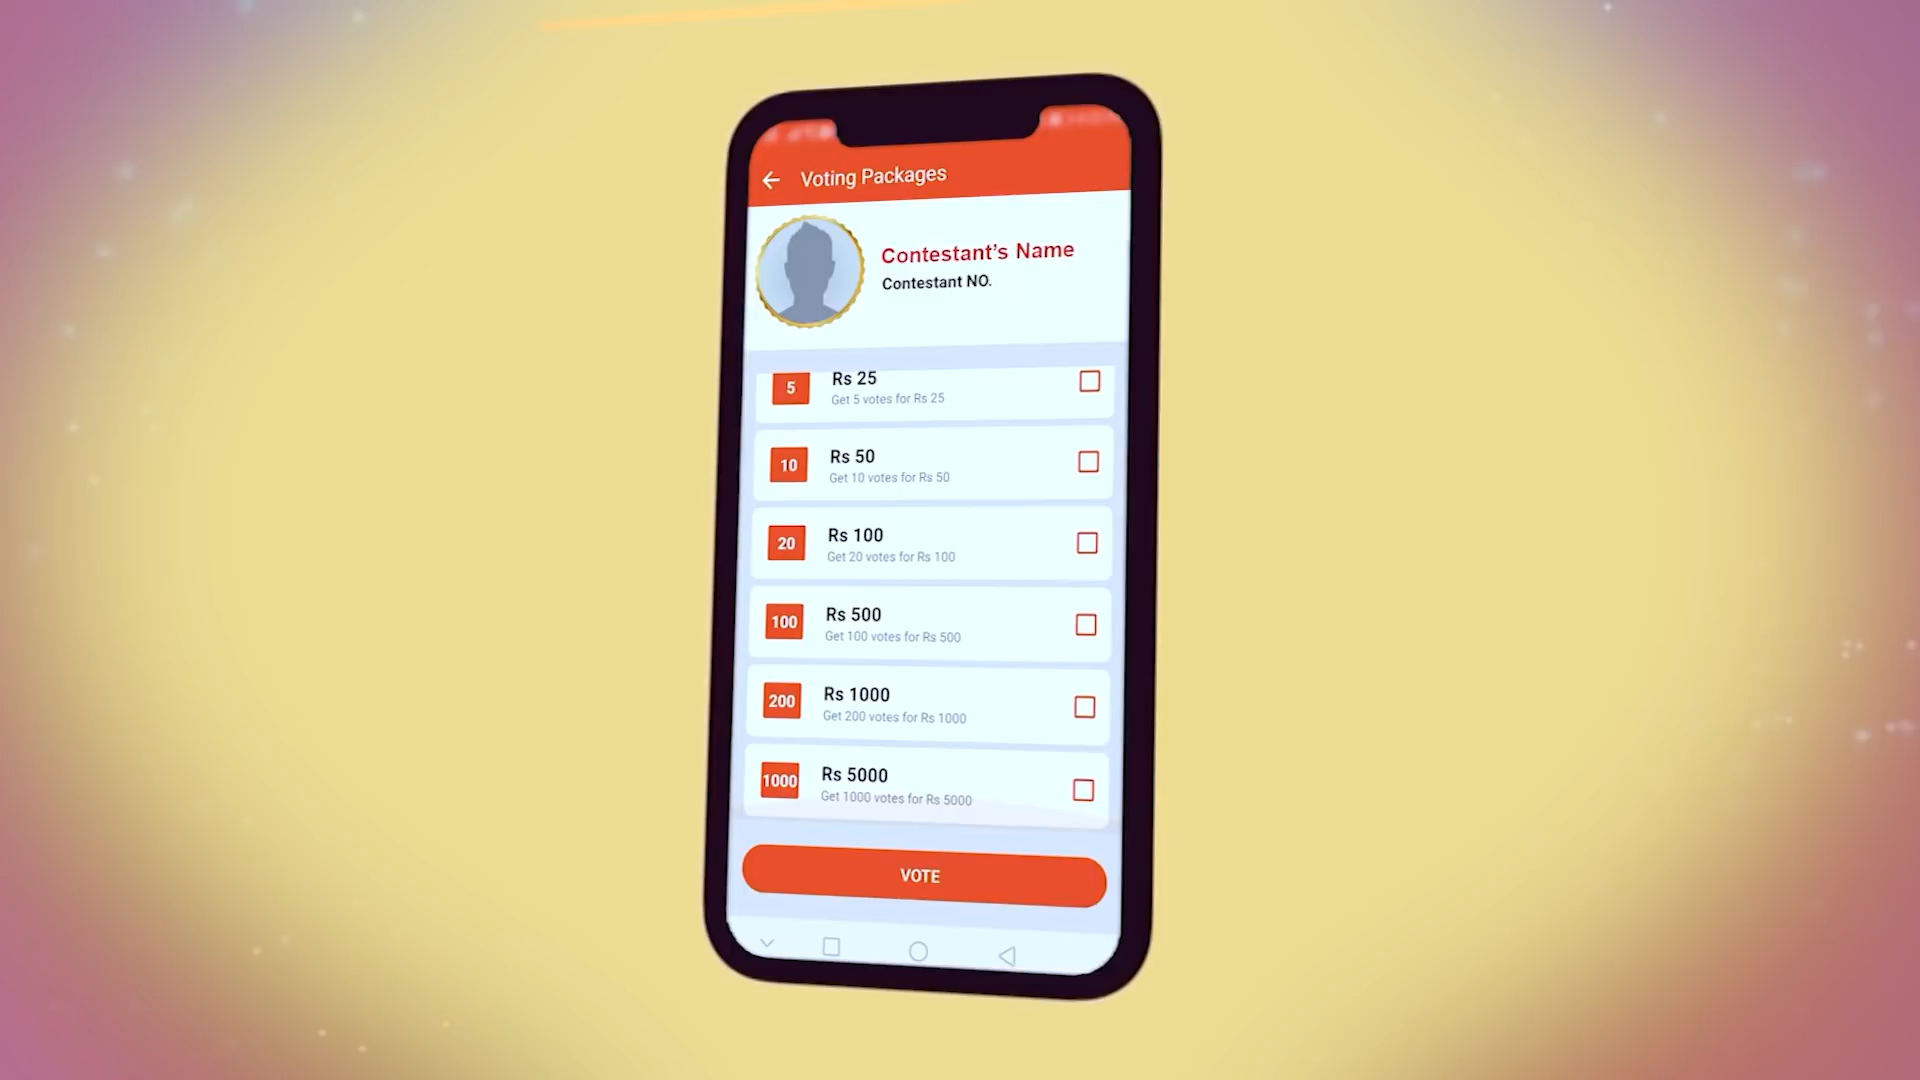 Voting Packages
Contestant's Name
Contestant NO.
5
Rs 25
Get 5 votes for Rs 25
10
Rs 50
Get 10 votes for Rs 50
20
Rs 100
Get 20 votes for Rs 100
100
Rs 500
Get 100 votes for Rs 500
200
Rs 1000
Get 200 votes for Rs 1000
1000
Rs 5000
Get 1000 votes for Rs 5000
VOTE